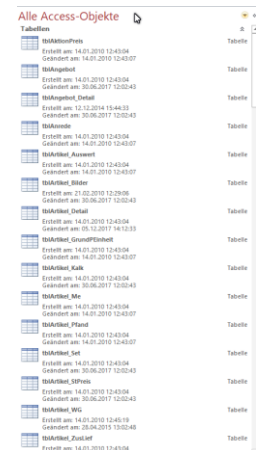 Alle Access-Objekte
Tabellen
tblAktionPreis Tabelle
Erstellt am: 14.01.2010 12:43:04
Geändert am: 14.01.2010 12:43:07
tblAngebot Tabelle
Erstellt am: 14.01.2010 12:43:04
Geändert am: 30.06.2017 12:02:43
tblAngebot_Detail Tabelle
Erstellt am: 12.12.2014 15:44:33
Geändert am: 30.06.2017 12:02:43
tblAnrede Tabelle
Erstellt am: 14.01.2010 12:43:04
Geändert am: 14.01.2010 12:43:07
tblArtikel_Auswert Tabelle
Erstellt am: 14.01.2010 12:43:04
Geändert am: 14.01.2010 12:43:07
tblArtikel_Bilder Tabelle
Erstellt am: 21.02.2010 12:29:06
Geändert am: 30.06.2017 12:02:43
tblArtikel_Detail Tabelle
Erstellt am: 14.01.2010 12:43:04
Geändert am: 05.12.2017 14:12:33
tblArtikel_GrundPEinheit Tabelle
Erstellt am: 14.01.2010 12:43:04
Geändert am: 14.01.2010 12:43:07
tblArtikel_Kalk Tabelle
Erstellt am: 14.01.2010 12:43:04
Geändert am: 30.06.2017 12:02:43
tblArtikel_Me Tabelle
Erstellt am: 14.01.2010 12:43:04
Geändert am: 14.01.2010 12:43:07
tblArtikel_Pfand Tabelle
Erstellt am: 14.01.2010 12:43:04
Geändert am: 14.01.2010 12:43:07
tblArtikel_Set Tabelle
Erstellt am: 14.01.2010 12:43:04
Geändert am: 30.06.2017 12:02:43
tblArtikel_StPreis Tabelle
Erstellt am: 14.01.2010 12:43:04
Geändert am: 30.06.2017 12:02:43
tblArtikel_WG Tabelle
Erstellt am: 14.01.2010 12:45:19
Geändert am: 28.04.2015 13:02:48
tblArtikel_ZusLief Tabelle
Erstellt am: 14.01.2010 12:43:04